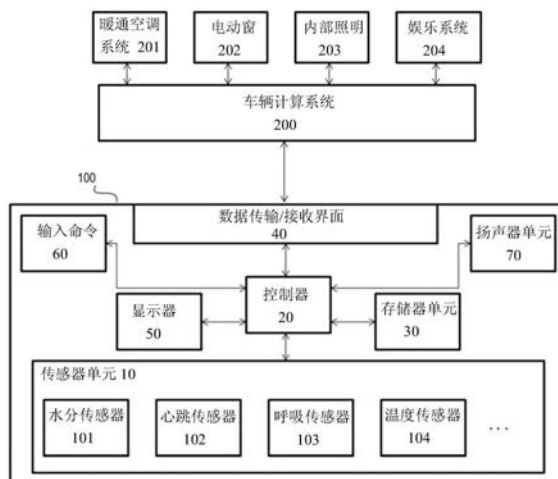 暖通空调
系统 201
电动窗
202
内部照明
203
娱乐系统
204
车辆计算系统
200
100
数据传输/接收界面
40
输入命令
60
扬声器单元
70
控制器
20
显示器
50
存储器单元
30
传感器单元 10
水分传感器
101
心跳传感器
102
呼吸传感器
103
温度传感器
104
...